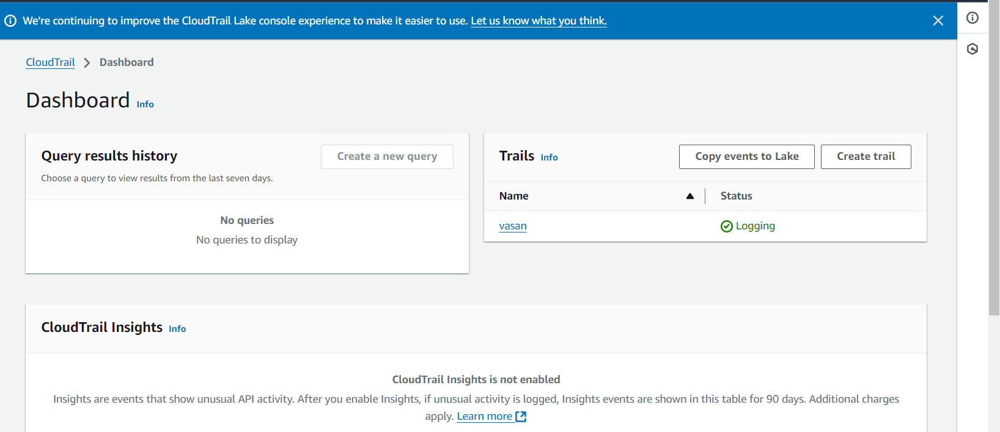 We're continuing to improve the CloudTrail Lake console experience to make it easier to use. Let us know what you think.
CloudTrail > Dashboard
Dashboard Info
Query results history
Create a new query
Choose a query to view results from the last seven days.
No queries
No queries to display
Trails Info
Copy events to Lake
Create trail
Name
Status
vasan
Logging
CloudTrail Insights Info
CloudTrail Insights is not enabled
Insights are events that show unusual API activity. After you enable Insights, if unusual activity is logged, Insights events are shown in this table for 90 days. Additional charges
apply. Learn more